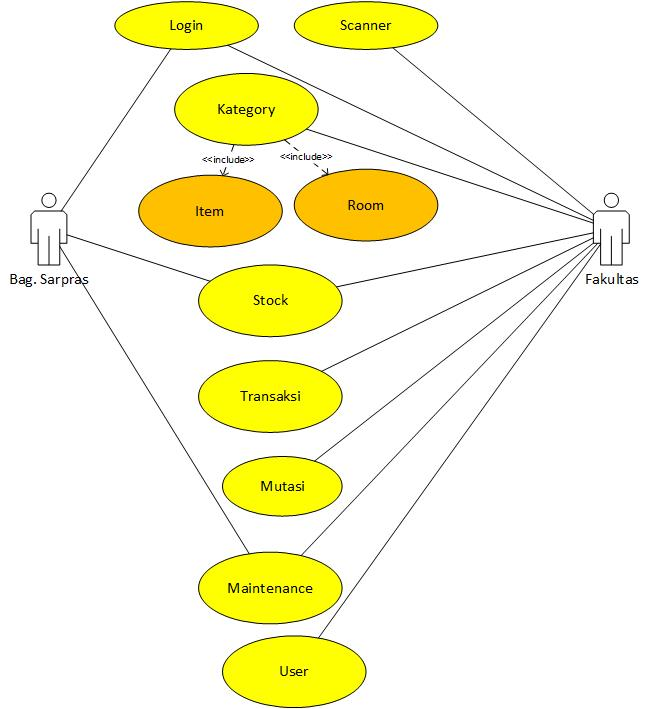 Login
Scanner
Kategory
<<include>>
<<include>>
Item
Room
Bag. Sarpras
Fakultas
Stock
Transaksi
Mutasi
Maintenance
User